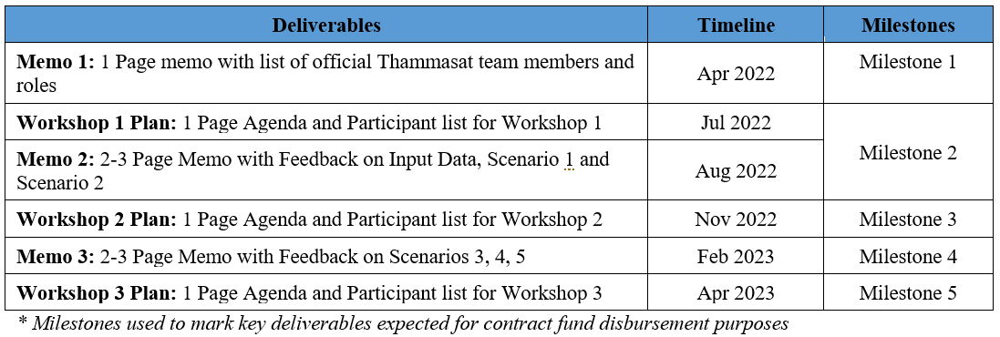 Deliverables Timeline Milestones
Memo 1: 1 Page memo with list of official Thammasat team members and
roles
Apr 2022
Milestone 1
Workshop 1 Plan: 1 Page Agenda and Participant list for Workshop 1
Jul 2022
Milestone 2
Memo 2: 2-3 Page Memo with Feedback on Input Data, Scenario 1 and
Scenario 2
Aug 2022
Workshop 2 Plan: 1 Page Agenda and Participant list for Workshop 2
Nov 2022
Milestone 3
Memo 3: 2-3 Page Memo with Feedback on Scenarios 3, 4, 5
Feb 2023
Milestone 4
Workshop 3 Plan: 1 Page Agenda and Participant list for Workshop 3
Apr 2023
Milestone 5
* Milestones used to mark key deliverables expected for contract fund disbursement purposes